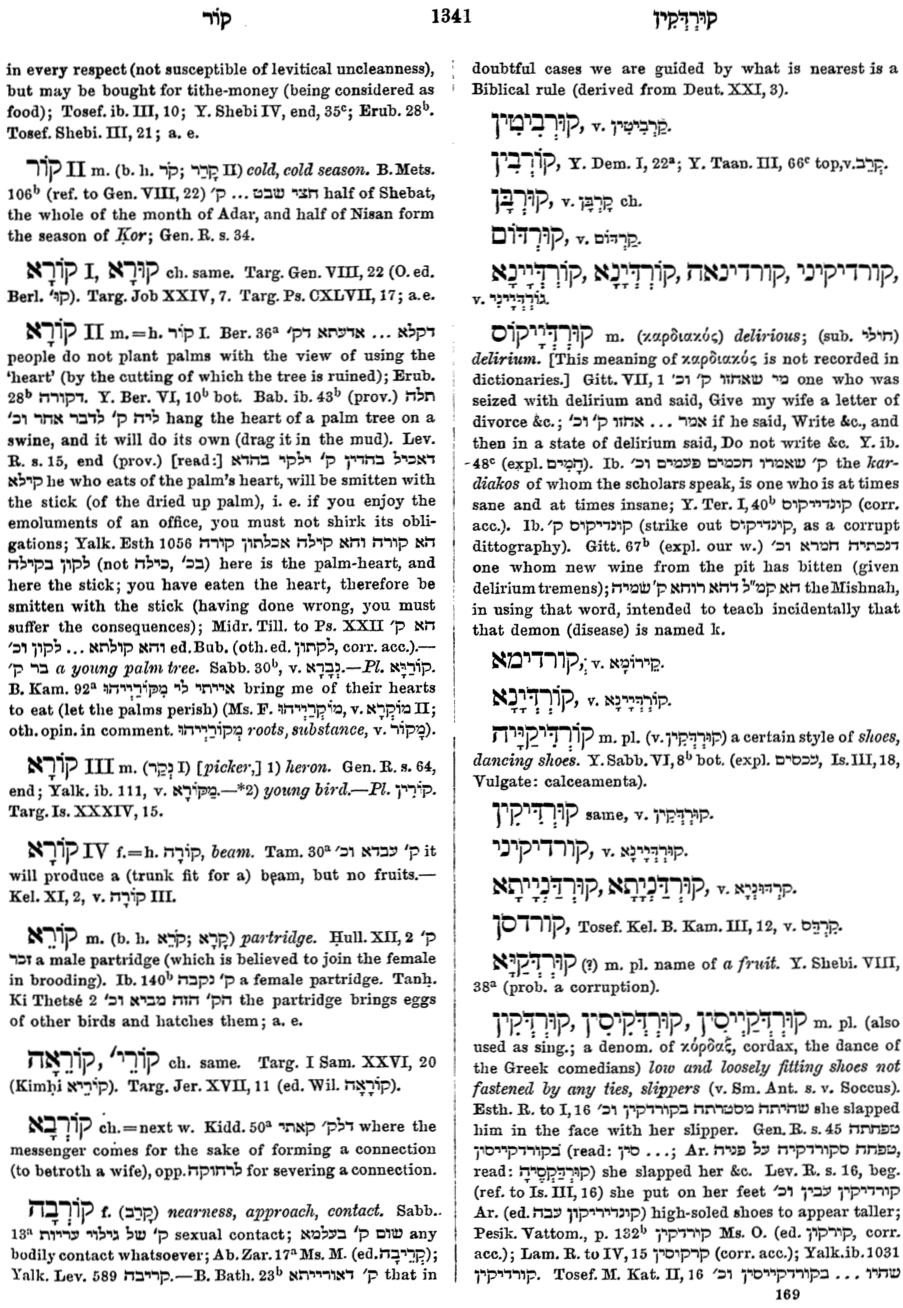 קוֹר
1341
קוּרְדְּקִין
in every respect (not susceptible of levitical uncleanness),
but may be bought for tithe-money (being considered as
food); Tosef. ib. III, 10; Y. Shebi IV, end, 35ᶜ; Erub. 28ᵇ.
Tosef. Shebi. III, 21; a. e.
קוֹר II m. (b. h. קֹר; קָרַר II) cold, cold season. B. Mets.
106ᵇ (ref. to Gen. VIII, 22) חצי שבט ... ק׳ half of Shebat,
the whole of the month of Adar, and half of Nisan form
the season of Ḳor; Gen. R. s. 34.
קוֹרָא I, קוּרָא ch. same. Targ. Gen. VIII, 22 (O. ed.
Berl. קוּ׳). Targ. Job XXIV, 7. Targ. Ps. CXLVII, 17; a. e.
קוֹרָא II m.=h. קוֹר I. Ber. 36ᵃ דקלא ... אדעתא דק׳
people do not plant palms with the view of using the
‘heart’ (by the cutting of which the tree is ruined); Erub.
28ᵇ דקורה. Y. Ber. VI, 10ᵇ bot. Bab. ib. 43ᵇ (prov.) תלה
ליה ק׳ לדבר אחר וכ׳ hang the heart of a palm tree on a
swine, and it will do its own (drag it in the mud). Lev.
R. s. 15, end (prov.) [read:] דאכיל בהדין ק׳ ילקי בהדא
קילא he who eats of the palm’s heart, will be smitten with
the stick (of the dried up palm), i. e. if you enjoy the
emoluments of an office, you must not shirk its obli-
gations; Yalk. Esth 1056 הא קורה והא קילה אכלתון קורה
לקון בקילה (not כילה, בכ׳) here is the palm-heart, and
here the stick; you have eaten the heart, therefore be
smitten with the stick (having done wrong, you must
suffer the consequences); Midr. Till. to Ps. XXII הא ק׳
והא קולתא ... לקון וכ׳ ed. Bub. (oth. ed. לקתון, corr. acc.).—
בר ק׳ a young palm tree. Sabb. 30ᵇ, v. נְבָרָא.—Pl. קוֹרַיָּא.
B. Kam. 92ᵃ אייתי לי מִקּוֹרַיְיהוּ bring me of their hearts
to eat (let the palms perish) (Ms. F. מוֹקְרַיְיהוּ, v. מוֹקְרָא II;
oth. opin. in comment. מְקוֹרַיְיהוּ roots, substance, v. מָקוֹר).
קוֹרָא III m. (נְקַר I) [picker,] 1) heron. Gen. R. s. 64,
end; Yalk. ib. 111, v. מַקּוֹרָא.—*2) young bird.—Pl. קוֹרִין.
Targ. Is. XXXIV, 15.
קוֹרָא IV f.=h. קוֹרָה, beam. Tam. 30ᵃ ק׳ עבדא וכ׳ it
will produce a (trunk fit for a) beam, but no fruits.—
Kel. XI, 2, v. קוֹרָה III.
קוֹרֵא m. (b. h. קֹרֵא; קָרָא) partridge. Ḥull. XII, 2 ק׳
זכר a male partridge (which is believed to join the female
in brooding). Ib. 140ᵇ ק׳ נקבה a female partridge. Tanḥ.
Ki Thetsé 2 הק׳ הזה מביא וכ׳ the partridge brings eggs
of other birds and hatches them; a. e.
קוֹרְאָה, קוֹרֵי׳ ch. same. Targ. I Sam. XXVI, 20
(Kimḥi קוֹרִיא). Targ. Jer. XVII, 11 (ed. Wil. קוֹרָאָה).
קוֹרְבָא ch.=next w. Kidd. 50ᵃ דלק׳ קאתי where the
messenger comes for the sake of forming a connection
(to betroth a wife), opp. לרחוקה for severing a connection.
קוֹרְבָה f. (קָרַב) nearness, approach, contact. Sabb.
13ᵃ ק׳ של גילוי עריות sexual contact; שום ק׳ בעלמא any
bodily contact whatsoever; Ab. Zar. 17ᵃ Ms. M. (ed. קְרֵיבָה);
Yalk. Lev. 589 קריבה.—B. Bath. 23ᵇ ק׳ דאורייתא that in
doubtful cases we are guided by what is nearest is a
Biblical rule (derived from Deut. XXI, 3).
קוּרְבִיטִין, v. קַרְבִיטִין.
קוֹרְבִין, Y. Dem. I, 22ᵃ; Y. Taan. III, 66ᶜ top, v. קְרַב.
קוּרְבָּן, v. קָרְבָּן ch.
קוּרְדּוֹם, v. קַרְדּוֹם.
קורדיקיני, קורדינאח, קוֹרְדְּיָנָא, קוֹרְדְּיָינָא,
v. גּוֹרְדְּיָינֵי.
קוּרְדְּיָיקוֹס m. (καρδιακός) delirious; (sub. חולי)
delirium. [This meaning of καρδιακός is not recorded in
dictionaries.] Gitt. VII, 1 מי שאחזו ק׳ וכ׳ one who was
seized with delirium and said, Give my wife a letter of
divorce &c.; אמר ... אחזו ק׳ וכ׳ if he said, Write &c., and
then in a state of delirium said, Do not write &c. Y. ib.
48ᶜ (expl. הֲמִים). Ib. ק׳ שאמרו חכמים פעמים וכ׳ the kar-
diakos of whom the scholars speak, is one who is at times
sane and at times insane; Y. Ter. I, 40ᵇ קונדייקוס (corr.
acc.). Ib. ק׳ קונדיקוס (strike out קינדיקוס, as a corrupt
dittography). Gitt. 67ᵇ (expl. our w.) דנכתיה חמרא וכ׳
one whom new wine from the pit has bitten (given
delirium tremens); הא קמ״ל דהא רוחא ק׳ שמיה the Mishnah,
in using that word, intended to teach incidentally that
that demon (disease) is named k.
קורדימא, v. קֵירוֹמָא.
קוֹרְדְּיָנָא, v. קוֹרְדְּיָינָא.
קוֹרְדִּיקַיָּיה m. pl. (v. קוּרְדְּקִין) a certain style of shoes,
dancing shoes. Y. Sabb. VI, 8ᵇ bot. (expl. עכסים, Is. III, 18,
Vulgate: calceamenta).
קוּרְדִּיקִין same, v. קוּרְדְּקִין.
קורדיקיני, v. קוּרְדְּיָינָא.
קוּרְדַּנְיָתָא, קוּרְדַּנְיָיתָא, v. קַרְדּוּנְיָא.
קורדסן, Tosef. Kel. B. Kam. III, 12, v. קַרְדֵּס.
קוּרְדְּקַיָּא (?) m. pl. name of a fruit. Y. Shebi. VIII,
38ᵃ (prob. a corruption).
קוּרְדְּקִין, קוּרְדְּקִיסִין, קוּרְדְּקַיְיסִין m. pl. (also
used as sing.; a denom. of κόρδαξ, cordax, the dance of
the Greek comedians) low and loosely fitting shoes not
fastened by any ties, slippers (v. Sm. Ant. s. v. Soccus).
Esth. R. to I, 16 שהיתה מסטרתה בקורדקין וכ׳ she slapped
him in the face with her slipper. Gen. R. s. 45 טפחתה
בקורדקייסון (read: סין ...; Ar. טפחה סקורדקיה על פניה,
read: קוּרְדַּקְסֶיהָ) she slapped her &c. Lev. R. s. 16, beg.
(ref. to Is. III, 16) she put on her feet קורדיקין עבין וכ׳
Ar. (ed. קונדיריקון עבה) high-soled shoes to appear taller;
Pesik. Vattom., p. 132ᵇ קורדקין Ms. O. (ed. קירקון, corr.
acc.); Lam. R. to IV, 15 קרקיסין (corr. acc.); Yalk. ib. 1031
קורדיקין. Tosef. M. Kat. II, 16 שהיו ... בקורדקייסין וכ׳
169